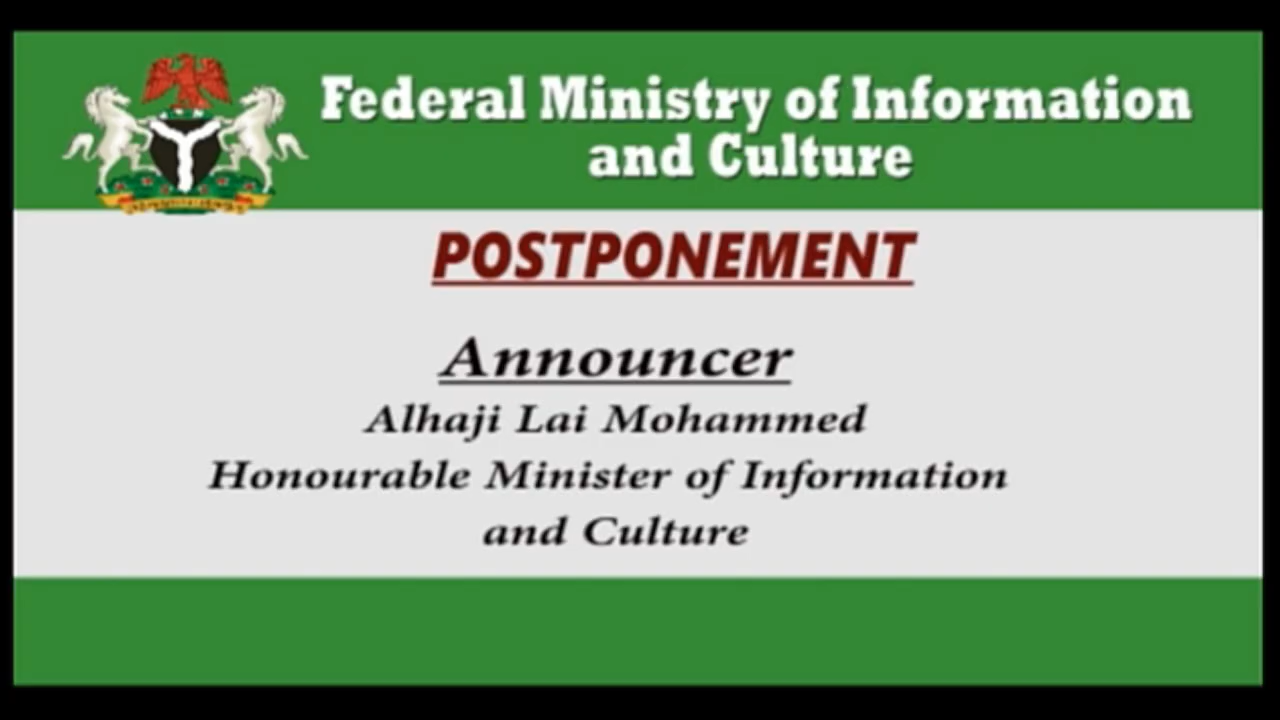 Federal Ministry of Information
and Culture
POSTPONEMENT
Announcer
Alhaji Lai Mohammed
Honourable Minister of Information
and Culture